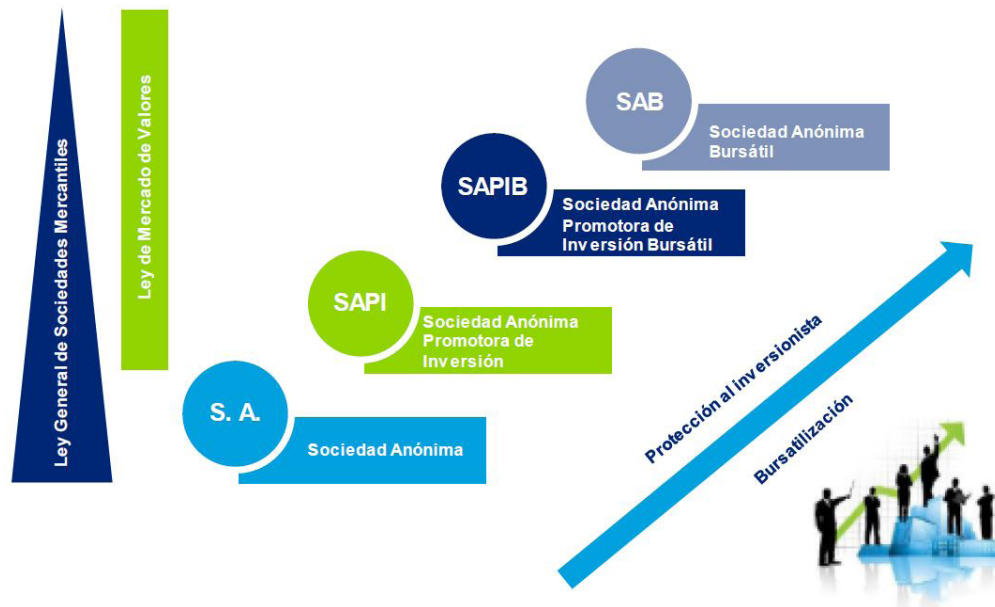 Ley General de Sociedades Mercantiles
Ley de Mercado de Valores
SAB
Sociedad Anónima
Bursátil
SAPIB
Sociedad Anónima
Promotora de
Inversión Bursátil
SAPI
Sociedad Anónima
Promotora de
Inversión
S. A.
Sociedad Anónima
Protección al inversionista
Bursatilización